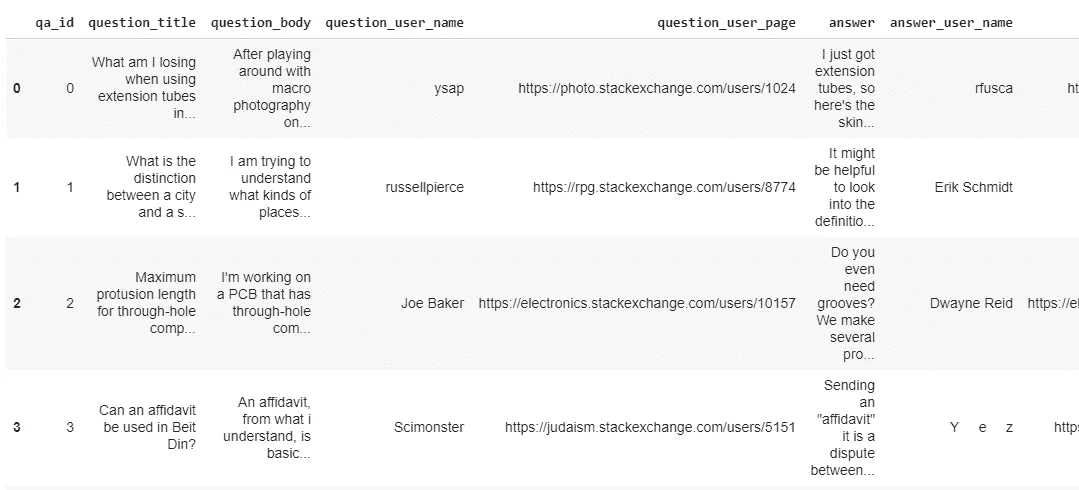 qa_id question_title question_body question_user_name question_user_page answer answer_user_name
0
0
What am I losing
when using
extension tubes
in...
After playing
around with
macro
photography
on...
ysap
https://photo.stackexchange.com/users/1024
I just got
extension
tubes, so
here's the
skin...
rfusca
ht
1
1
What is the
distinction
between a city
and a s...
I am trying to
understand
what kinds of
places...
russellpierce
https://rpg.stackexchange.com/users/8774
It might
be helpful
to look
into the
definitio...
Erik Schmidt
2
2
Maximum
protusion length
for through-hole
comp...
I'm working on
a PCB that has
through-hole
com...
Joe Baker
https://electronics.stackexchange.com/users/10157
Do you
even
need
grooves?
We make
several
pro...
Dwayne Reid
https://el
3
3
Can an affidavit
be used in Beit
Din?
An affidavit,
from what i
understand, is
basic...
Scimonster
https://judaism.stackexchange.com/users/5151
Sending
an
"affidavit"
it is a
dispute
between...
Y e z
https